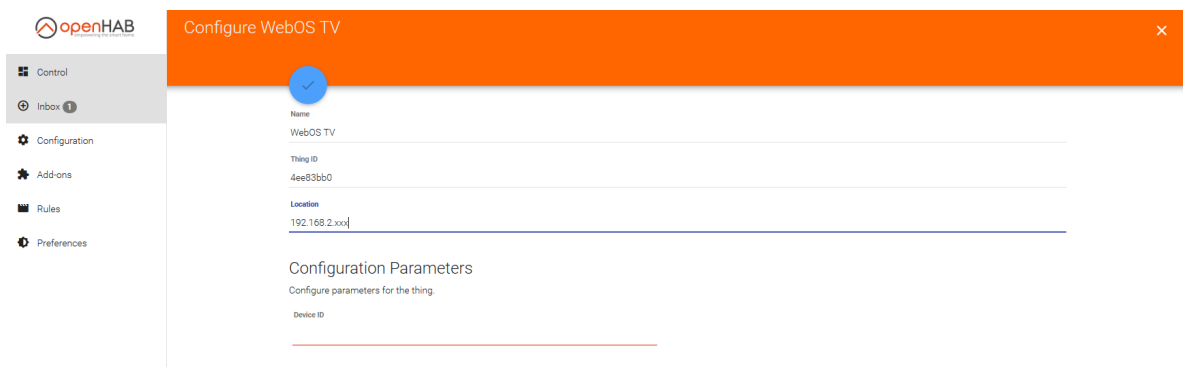 openHAB
empowering the smart home
Configure WebOS TV
Control
Inbox 1
Configuration
Add-ons
Rules
Preferences
Name
WebOS TV
Thing ID
4ee83bb0
Location
192.168.2.xxx
Configuration Parameters
Configure parameters for the thing.
Device ID